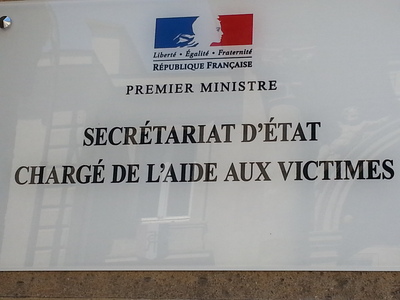 Liberté • Égalité • Fraternité
RÉPUBLIQUE FRANÇAISE
PREMIER MINISTRE
SECRÉTARIAT D'ÉTAT
CHARGÉ DE L'AIDE AUX VICTIMES